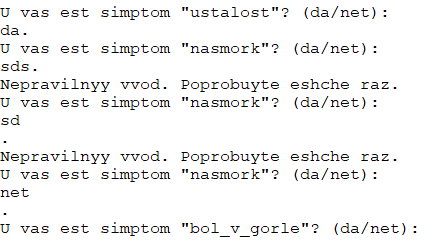 U vas est simptom "ustalost"? (da/net):
da.
U vas est simptom "nasmork"? (da/net):
sds.
Nepravilnyy vvod. Poprobuyte eshche raz.
U vas est simptom "nasmork"? (da/net):
sd
.
Nepravilnyy vvod. Poprobuyte eshche raz.
U vas est simptom "nasmork"? (da/net):
net
.
U vas est simptom "bol_v_gorle"? (da/net):